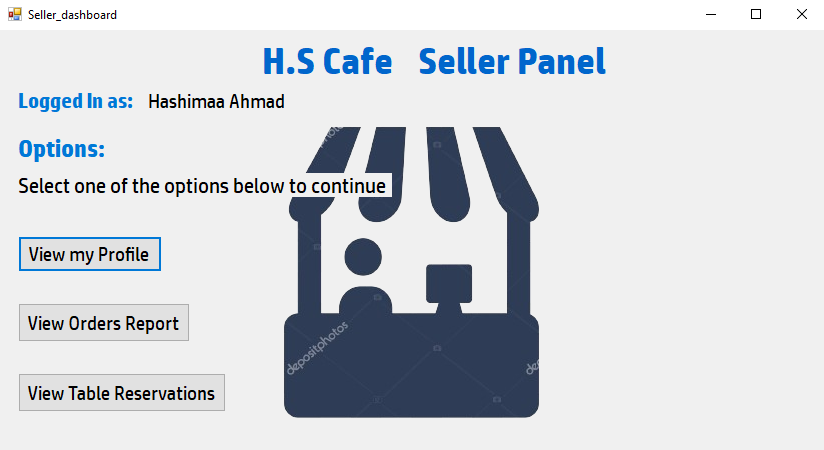 Seller_dashboard
H.S Cafe Seller Panel
Logged In as: Hashimaa Ahmad
Options:
Select one of the options below to continue
View my Profile
View Orders Report
depositphotos
View Table Reservations